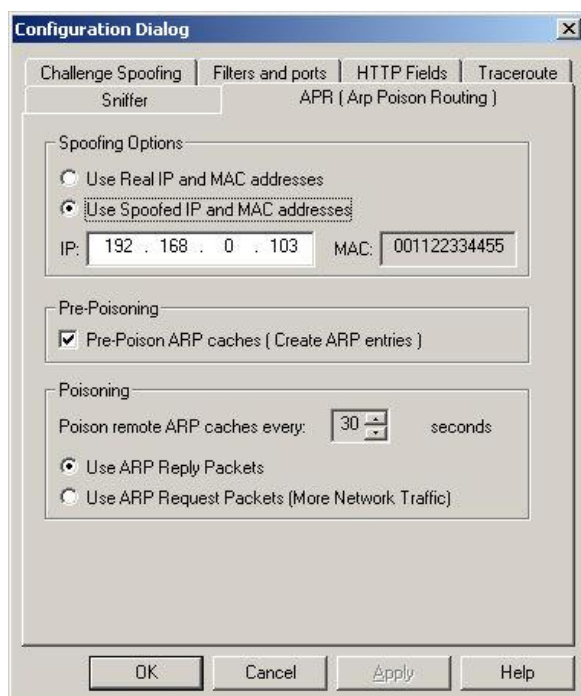 Configuration Dialog
Challenge Spoofing
Filters and ports
HTTP Fields
Traceroute
Sniffer
APR ( Arp Poison Routing )
Spoofing Options
Use Real IP and MAC addresses
Use Spoofed IP and MAC addresses
IP: 192 . 168 . 0 . 103 MAC: 001122334455
Pre-Poisoning
Pre-Poison ARP caches ( Create ARP entries )
Poisoning
Poison remote ARP caches every: 30 seconds
Use ARP Reply Packets
Use ARP Request Packets (More Network Traffic)
OK Cancel Apply Help